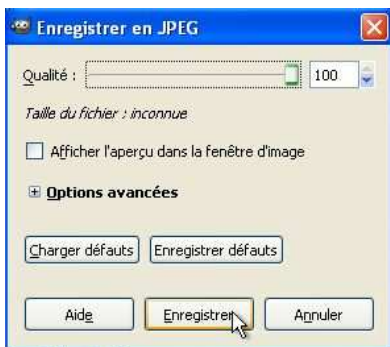 Enregistrer en JPEG
Qualité : 100
Taille du fichier : inconnue
Afficher l'aperçu dans la fenêtre d'image
Options avancées
Charger défauts Enregistrer défauts
Aide Enregistrer Annuler